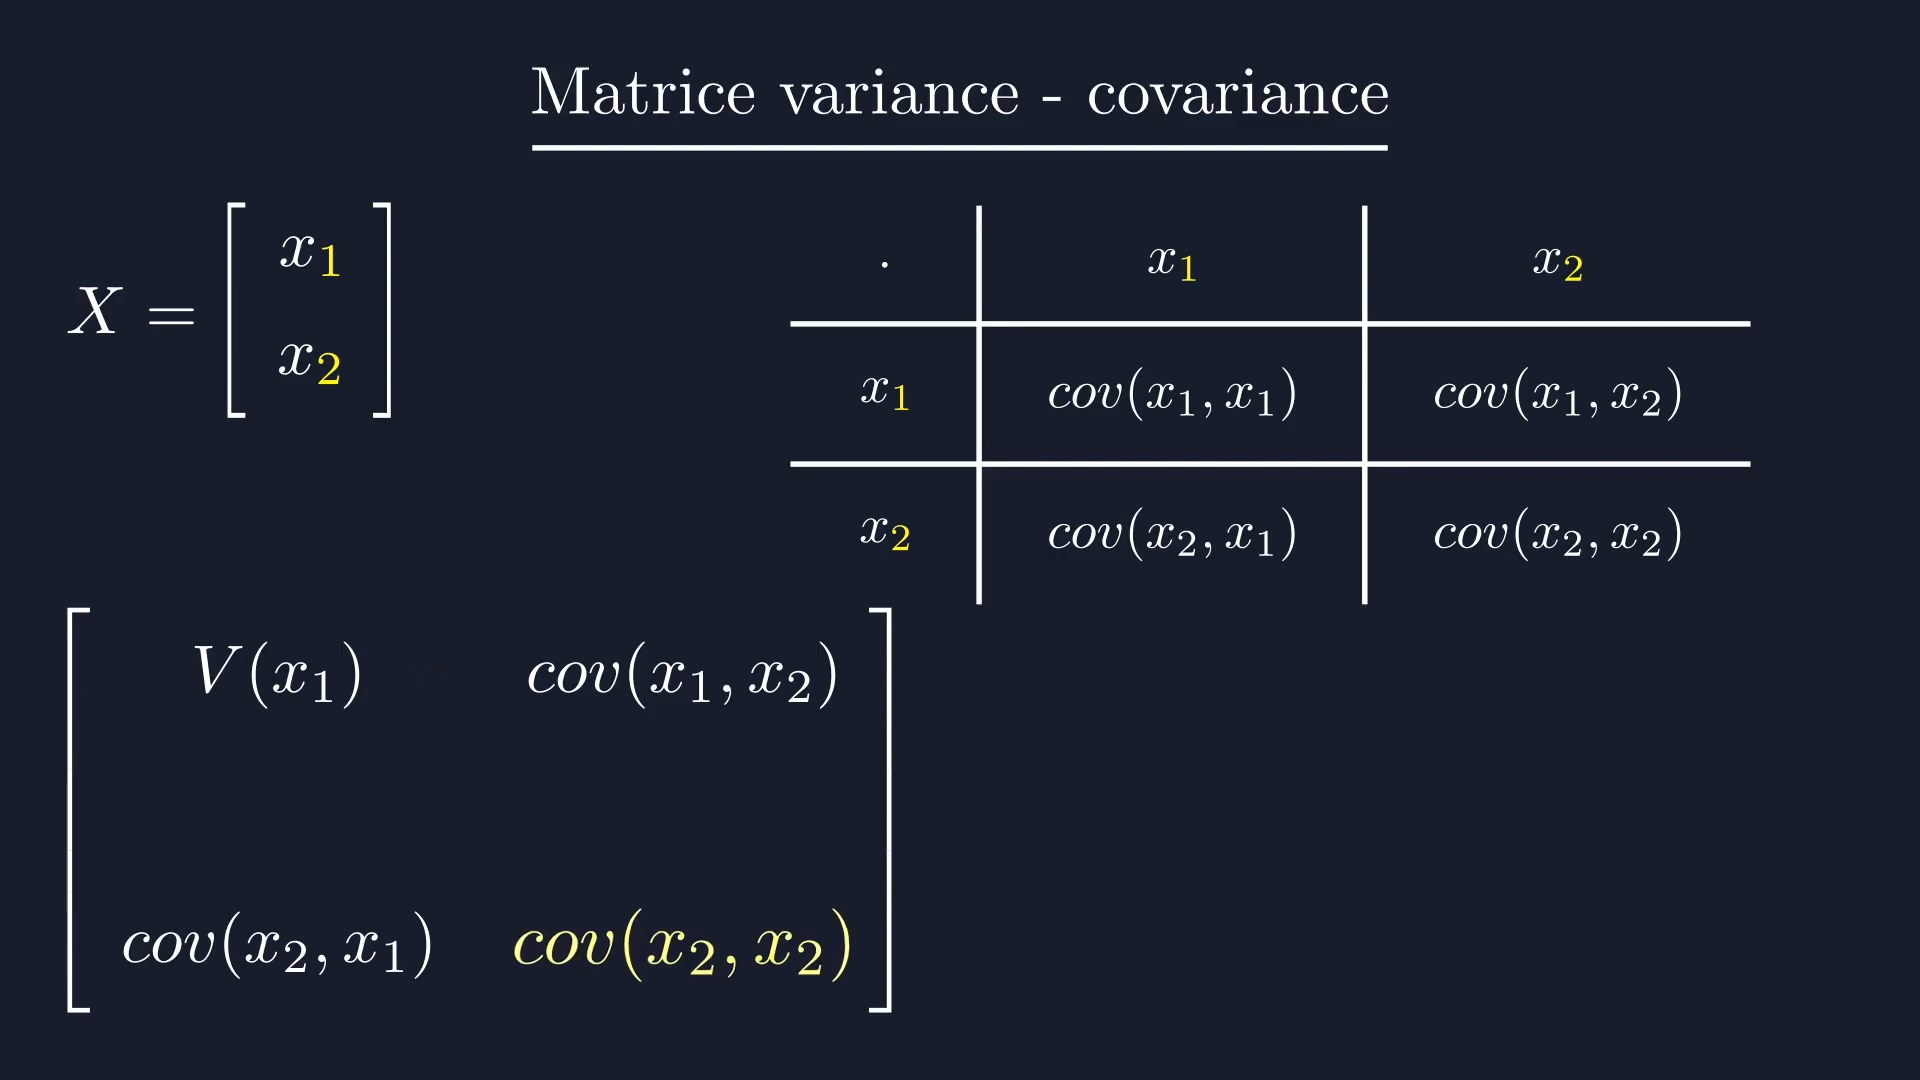 Matrice variance - covariance
X = [ x₁
x₂ ]
. x₁ x₂
x₁ cov(x₁, x₁) cov(x₁, x₂)
x₂ cov(x₂, x₁) cov(x₂, x₂)
[ V(x₁) cov(x₁, x₂)
cov(x₂, x₁) cov(x₂, x₂) ]